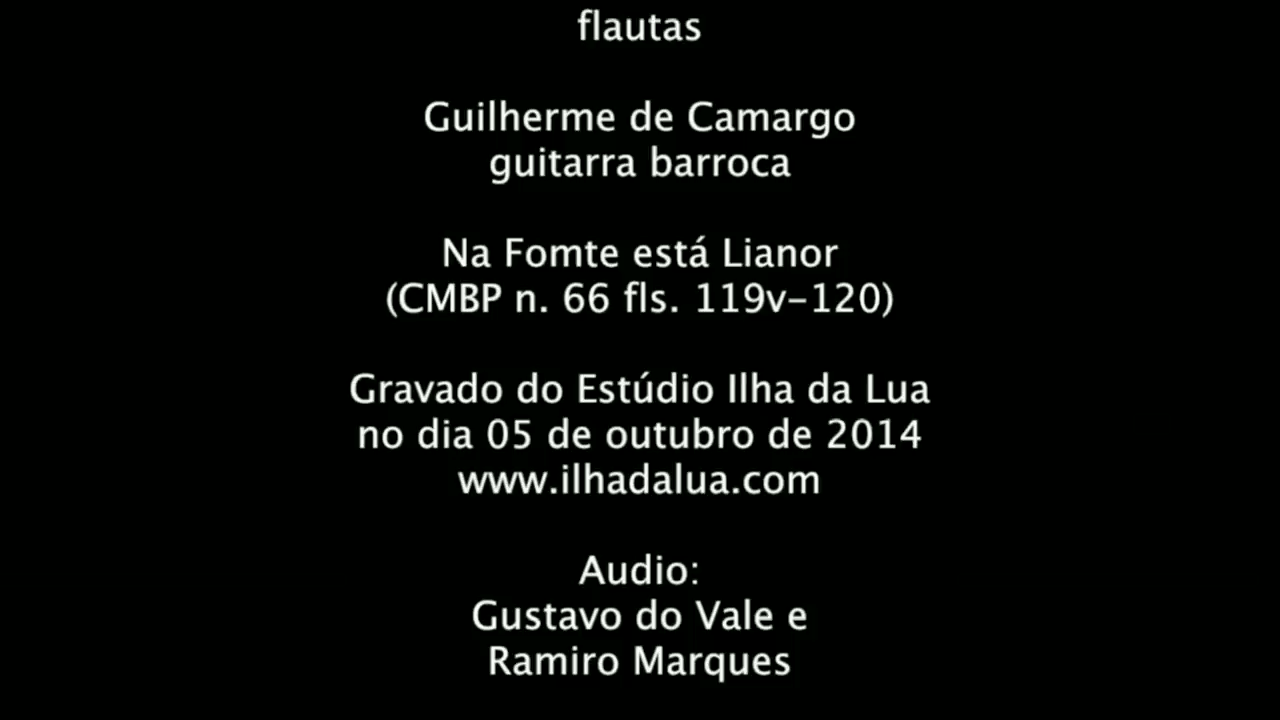 flautas
Guilherme de Camargo
guitarra barroca
Na Fomte está Lianor
(CMBP n. 66 fls. 119v-120)
Gravado do Estúdio Ilha da Lua
no dia 05 de outubro de 2014
www.ilhadalua.com
Audio:
Gustavo do Vale e
Ramiro Marques